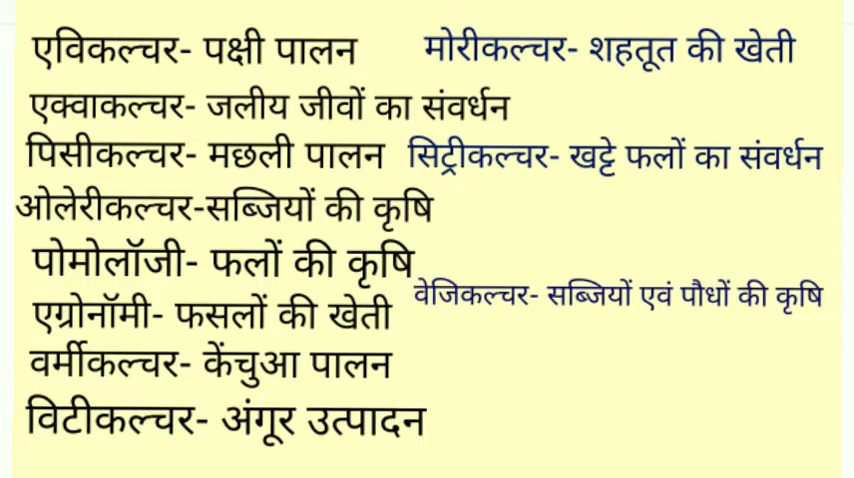 एविकल्चर- पक्षी पालन
मोरीकल्चर- शहतूत की खेती
एक्वाकल्चर- जलीय जीवों का संवर्धन
पिसीकल्चर- मछली पालन
सिट्रीकल्चर- खट्टे फलों का संवर्धन
ओलेरीकल्चर-सब्जियों की कृषि
पोमोलॉजी- फलों की कृषि
वेजिकल्चर- सब्जियों एवं पौधों की कृषि
एग्रोनॉमी- फसलों की खेती
वर्मीकल्चर- केंचुआ पालन
विटीकल्चर- अंगूर उत्पादन